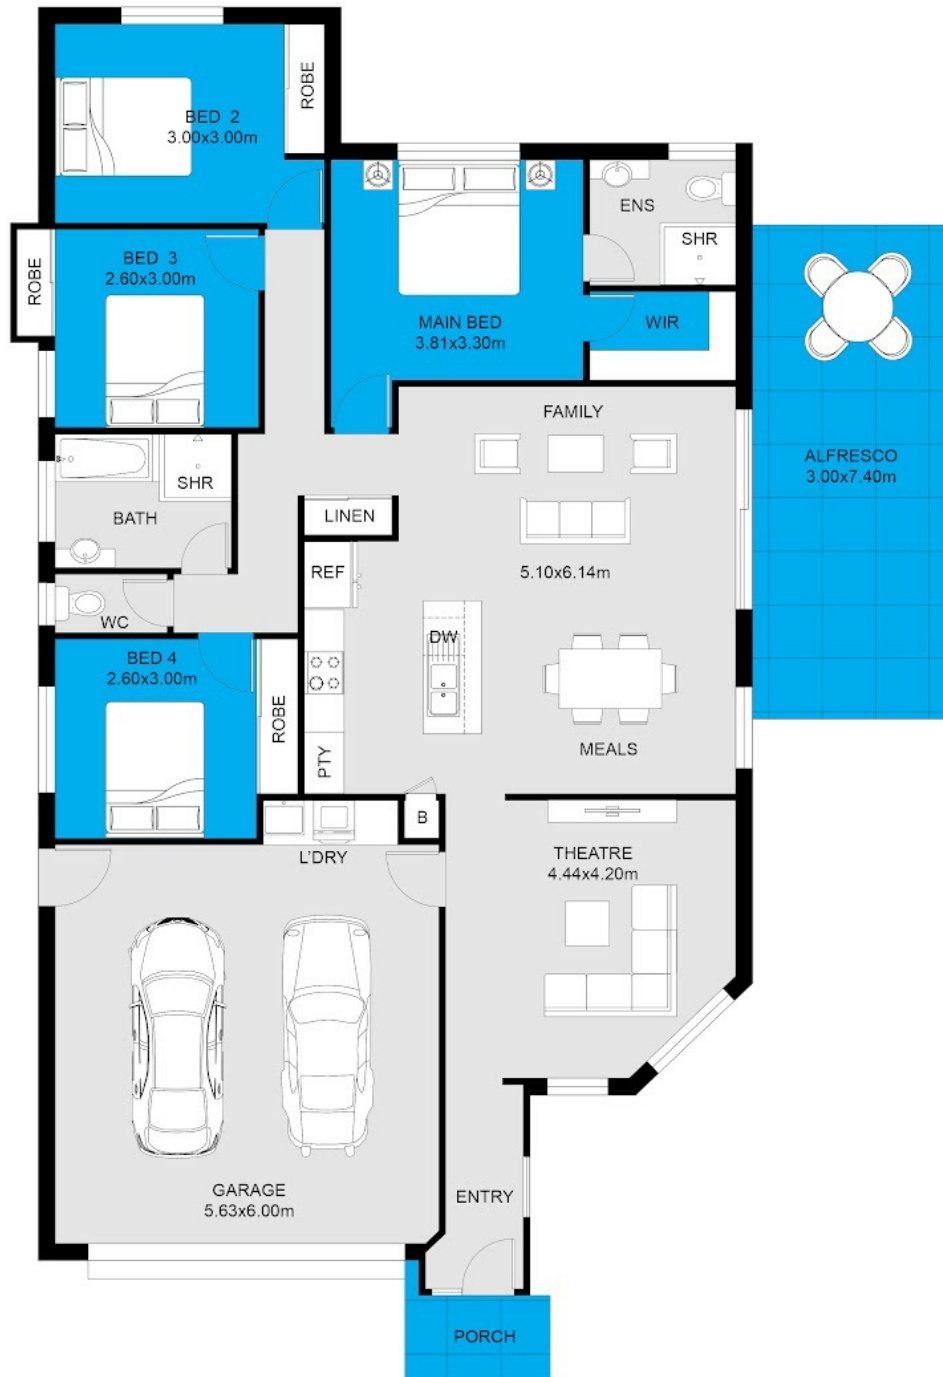 BED 2
3.00x3.00m
ROBE
ENS
SHR
BED 3
2.60x3.00m
ROBE
MAIN BED
3.81x3.30m
WIR
FAMILY
ALFRESCO
3.00x7.40m
SHR
BATH
LINEN
REF
5.10x6.14m
WC
DW
BED 4
2.60x3.00m
ROBE
PTY
MEALS
B
L'DRY
THEATRE
4.44x4.20m
GARAGE
5.63x6.00m
ENTRY
PORCH